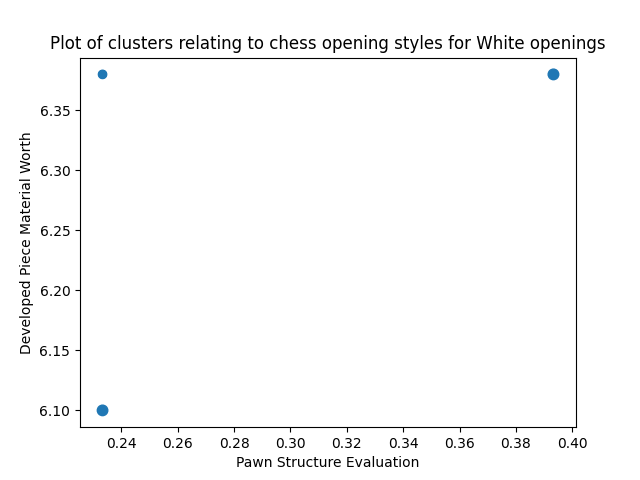 Plot of clusters relating to chess opening styles for White openings
Developed Piece Material Worth
6.35
6.30
6.25
6.20
6.15
6.10
0.24 0.26 0.28 0.30 0.32 0.34 0.36 0.38 0.40
Pawn Structure Evaluation